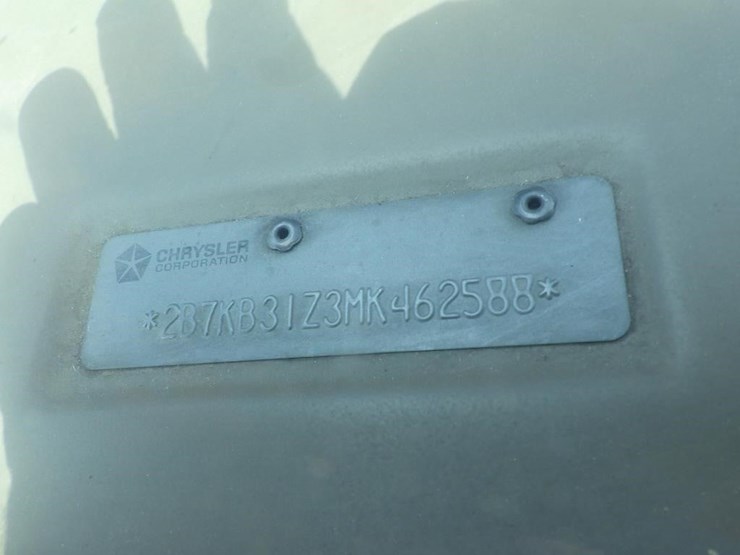 CHRYSLER
CORPORATION
*2B7KB31Z3MK462588*